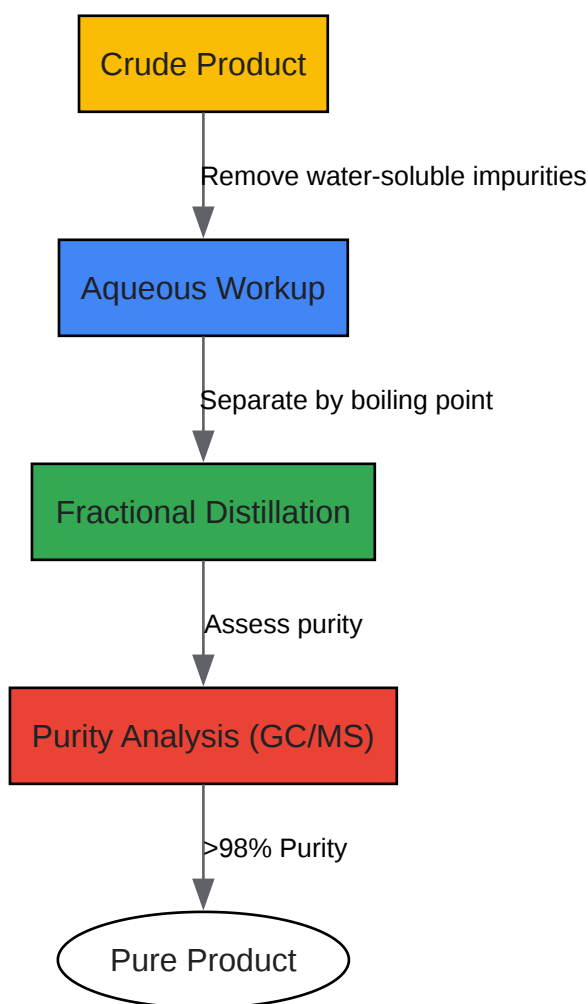 Crude Product
Remove water-soluble impurities
Aqueous Workup
Separate by boiling point
Fractional Distillation
Assess purity
Purity Analysis (GC/MS)
>98% Purity
Pure Product